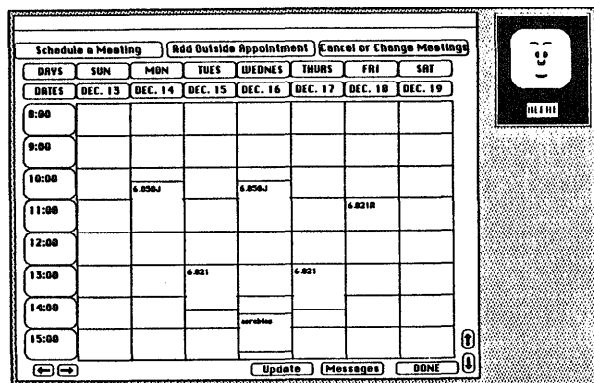 Schedule a Meeting Add Outside Appointment Cancel or Change Meetings
DAYS SUN MON TUES WEDNES THURS FRI SAT
DATES DEC. 13 DEC. 14 DEC. 15 DEC. 16 DEC. 17 DEC. 18 DEC. 19
8:00
9:00
10:00
6.050J 6.050J
11:00 6.821R
12:00
13:00 6.821 6.821
14:00
aerobics
15:00
Update Messages DONE